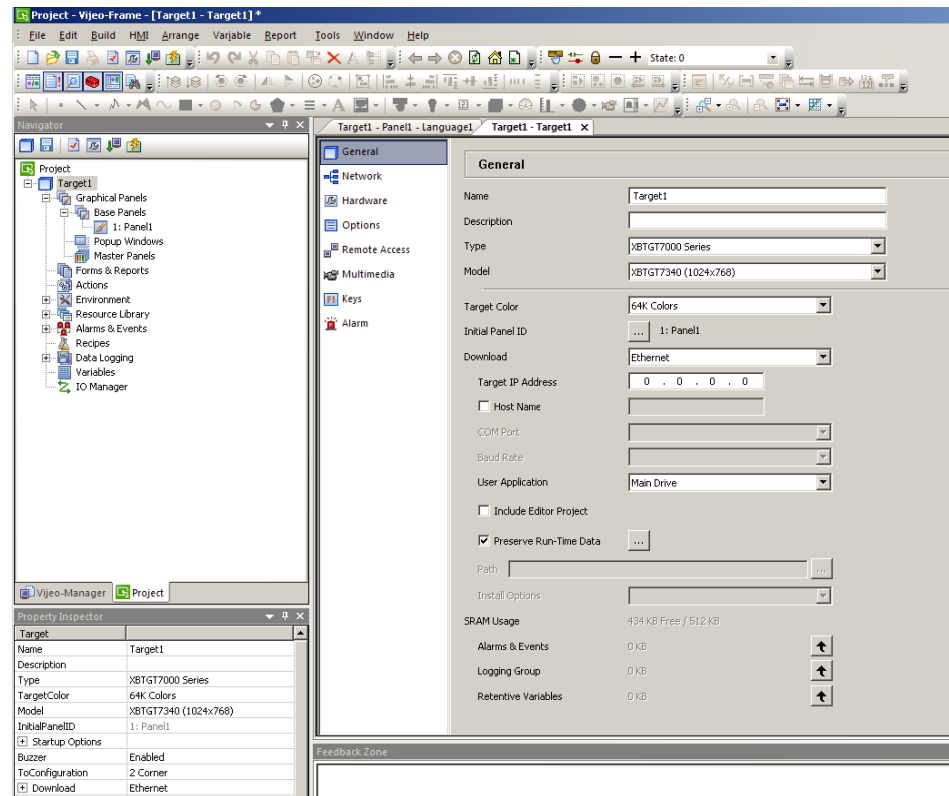 Project - Vijeo-Frame - [Target1 - Target1] *
File Edit Build HMI Arrange Variable Report Tools Window Help
State: 0
Navigator
Project
Target1
Graphical Panels
Base Panels
1: Panel1
Popup Windows
Master Panels
Forms & Reports
Actions
Environment
Resource Library
Alarms & Events
Recipes
Data Logging
Variables
IO Manager
Vijeo-Manager Project
Property Inspector
Target
Name Target1
Description
Type XBTGT7000 Series
TargetColor 64K Colors
Model XBTGT7340 (1024x768)
InitialPanelID 1: Panel1
Startup Options
Buzzer Enabled
ToConfiguration 2 Corner
Download Ethernet
Target1 - Panel1 - Language1 Target1 - Target1 X
General
Network
Hardware
Options
Remote Access
Multimedia
F1 Keys
Alarm
General
Name Target1
Description
Type XBTGT7000 Series
Model XBTGT7340 (1024x768)
Target Color 64K Colors
Initial Panel ID ... 1: Panel1
Download Ethernet
Target IP Address 0 . 0 . 0 . 0
Host Name
COM Port
Baud Rate
User Application Main Drive
Include Editor Project
Preserve Run-Time Data ...
Path ...
Install Options
SRAM Usage 434 KB Free / 512 KB
Alarms & Events 0 KB
Logging Group 0 KB
Retentive Variables 0 KB
Feedback Zone